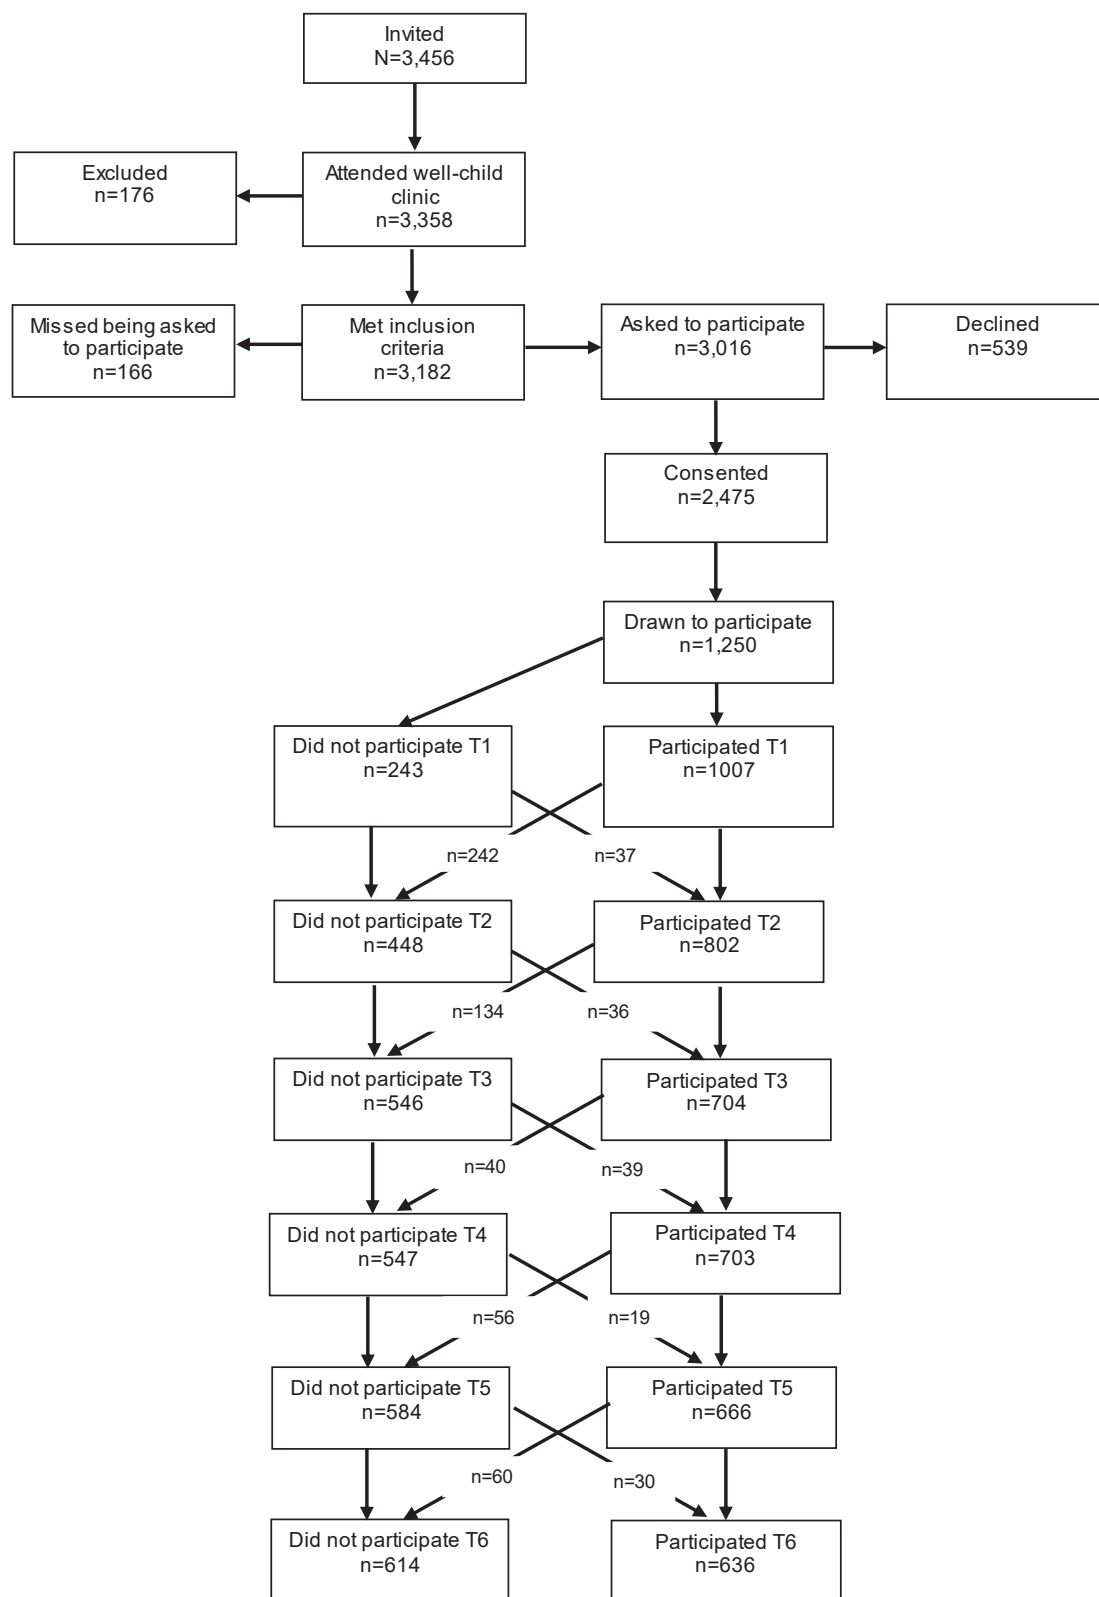 Invited
N=3,456
Excluded
n=176
Attended well-child
clinic
n=3,358
Missed being asked
to participate
n=166
Met inclusion
criteria
n=3,182
Asked to participate
n=3,016
Declined
n=539
Consented
n=2,475
Drawn to participate
n=1,250
Did not participate T1
n=243
Participated T1
n=1007
n=242
n=37
Did not participate T2
n=448
Participated T2
n=802
n=134
n=36
Did not participate T3
n=546
Participated T3
n=704
n=40
n=39
Did not participate T4
n=547
Participated T4
n=703
n=56
n=19
Did not participate T5
n=584
Participated T5
n=666
n=60
n=30
Did not participate T6
n=614
Participated T6
n=636